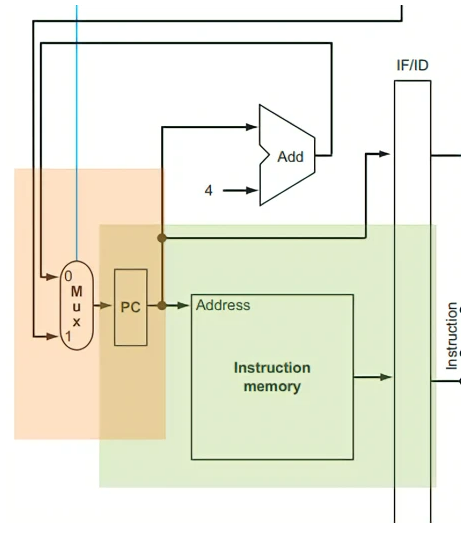 IF/ID
Add
4
0
M
u
x
1
PC
Address
Instruction
memory
Instruction